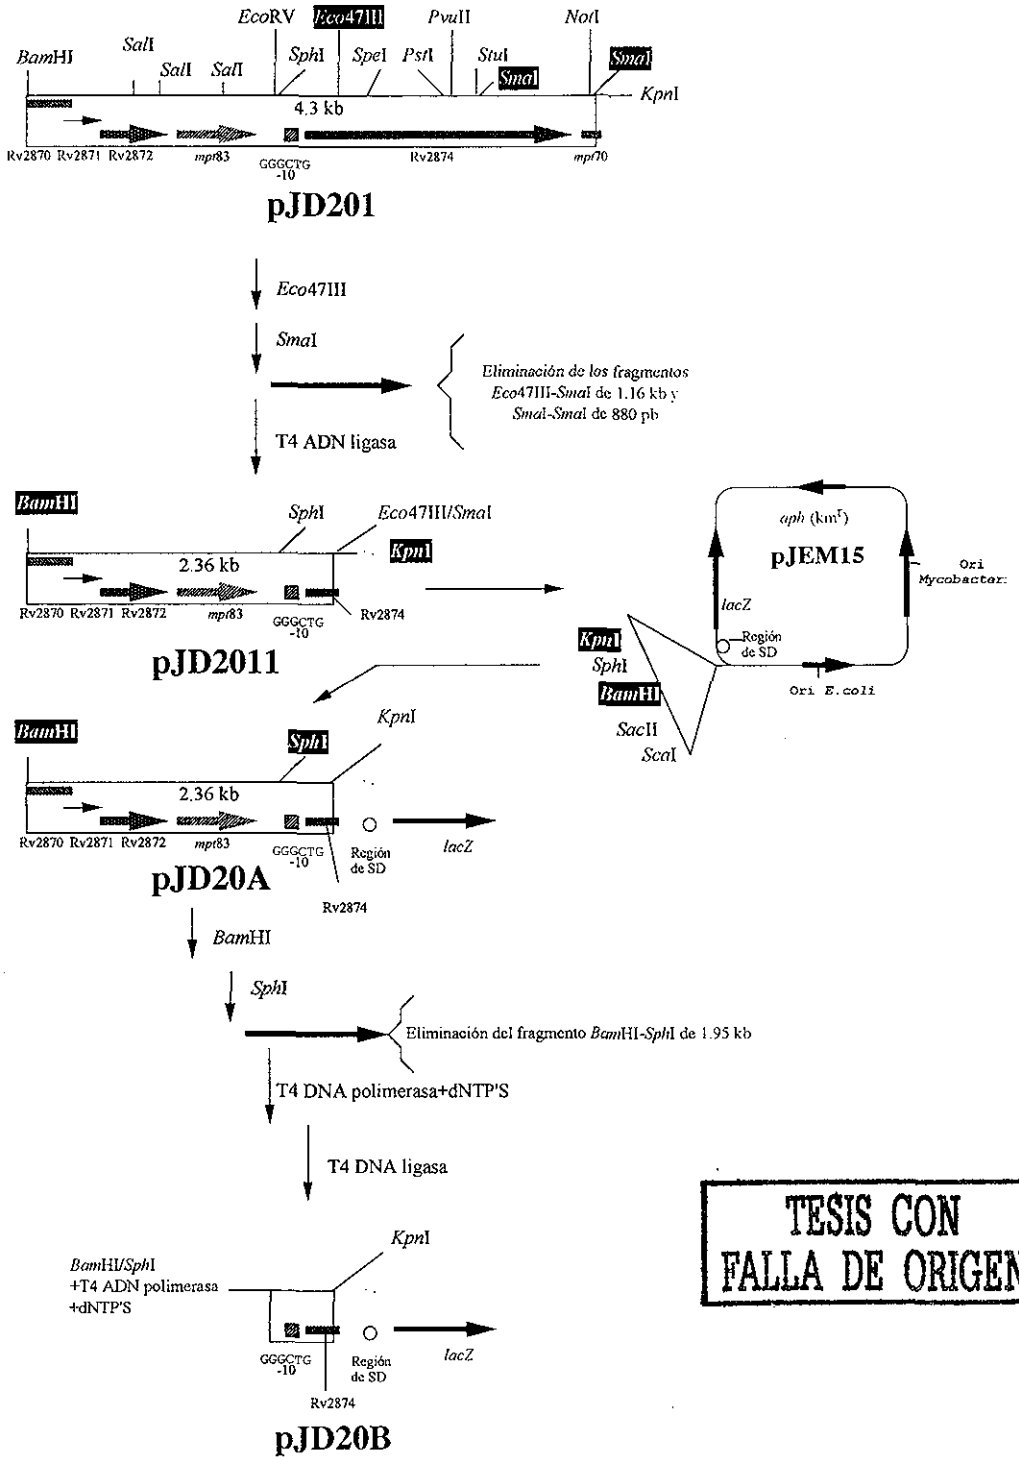 EcoRV Eco47III PvuII NotI
BamHI SalI SphI SpeI PstI StuI SmaI
SalI SalI SmaI
KpnI
4.3 kb
Rv2870 Rv2871 Rv2872 mpt83 GGGCTG Rv2874 mpt70
-10
pJD201
Eco47III
SmaI
Eliminación de los fragmentos
Eco47III-SmaI de 1.16 kb y
SmaI-SmaI de 880 pb
T4 ADN ligasa
BamHI SphI Eco47III/SmaI
KpnI
2.36 kb
Rv2870 Rv2871 Rv2872 mpt83 GGGCTG Rv2874
-10
pJD2011
aph (kmr)
pJEM15
Ori
Mycobacter:
lacZ
Región
de SD
KpnI
SphI
BamHI
SacII
ScaI
Ori E.coli
BamHI SphI KpnI
2.36 kb
Rv2870 Rv2871 Rv2872 mpt83 GGGCTG Región lacZ
-10 de SD
Rv2874
pJD20A
BamHI
SphI
Eliminación del fragmento BamHI-SphI de 1.95 kb
T4 DNA polimerasa+dNTP'S
T4 DNA ligasa
TESIS CON
FALLA DE ORIGEN
BamHI/SphI
+T4 ADN polimerasa
+dNTP'S
KpnI
GGGCTG Región lacZ
-10 de SD
Rv2874
pJD20B